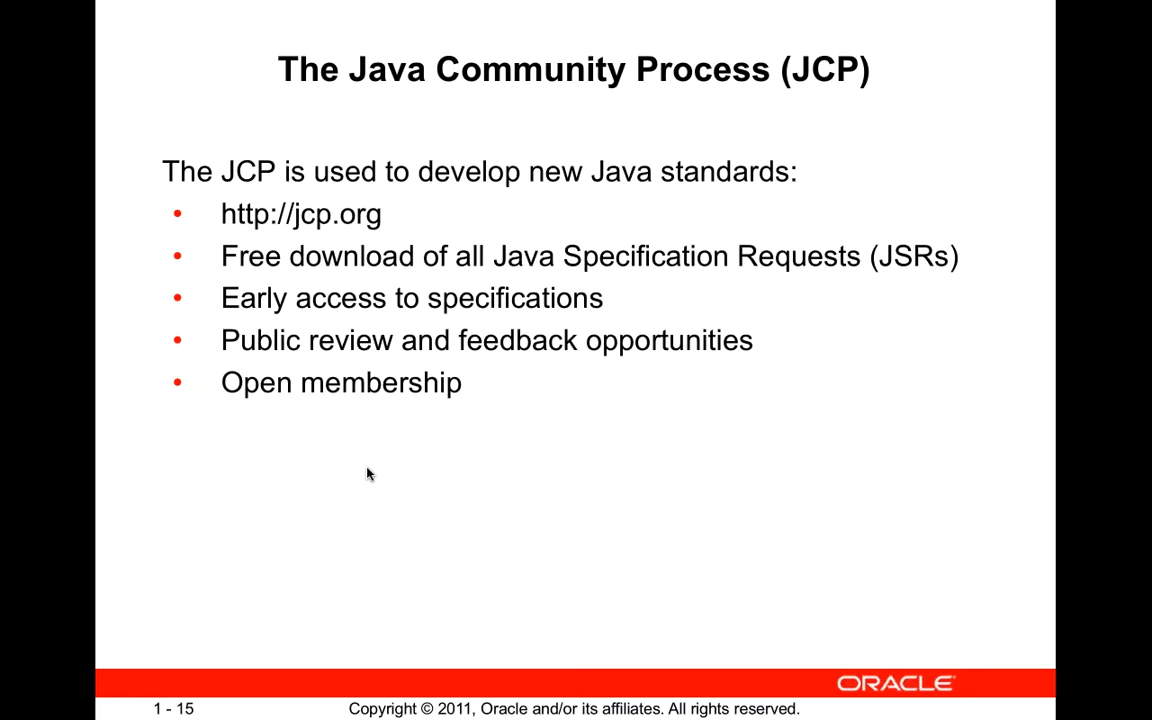 The Java Community Process (JCP)
The JCP is used to develop new Java standards:
• http://jcp.org
• Free download of all Java Specification Requests (JSRs)
• Early access to specifications
• Public review and feedback opportunities
• Open membership
ORACLE
1 - 15
Copyright © 2011, Oracle and/or its affiliates. All rights reserved.